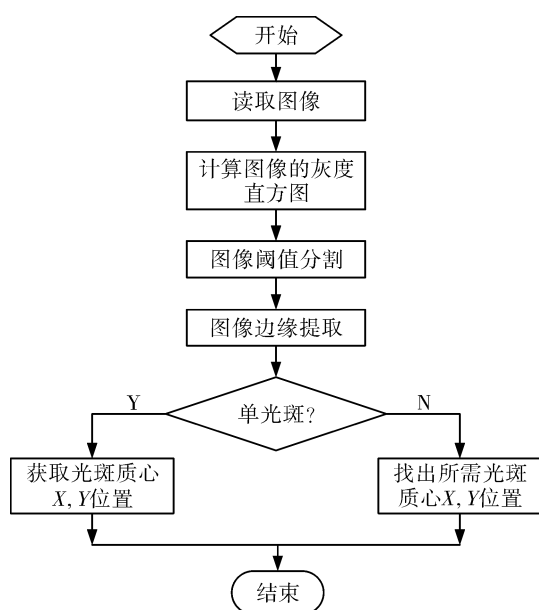 开始
读取图像
计算图像的灰度
直方图
图像阈值分割
图像边缘提取
单光斑?
Y
N
获取光斑质心
X, Y位置
找出所需光斑
质心X, Y位置
结束